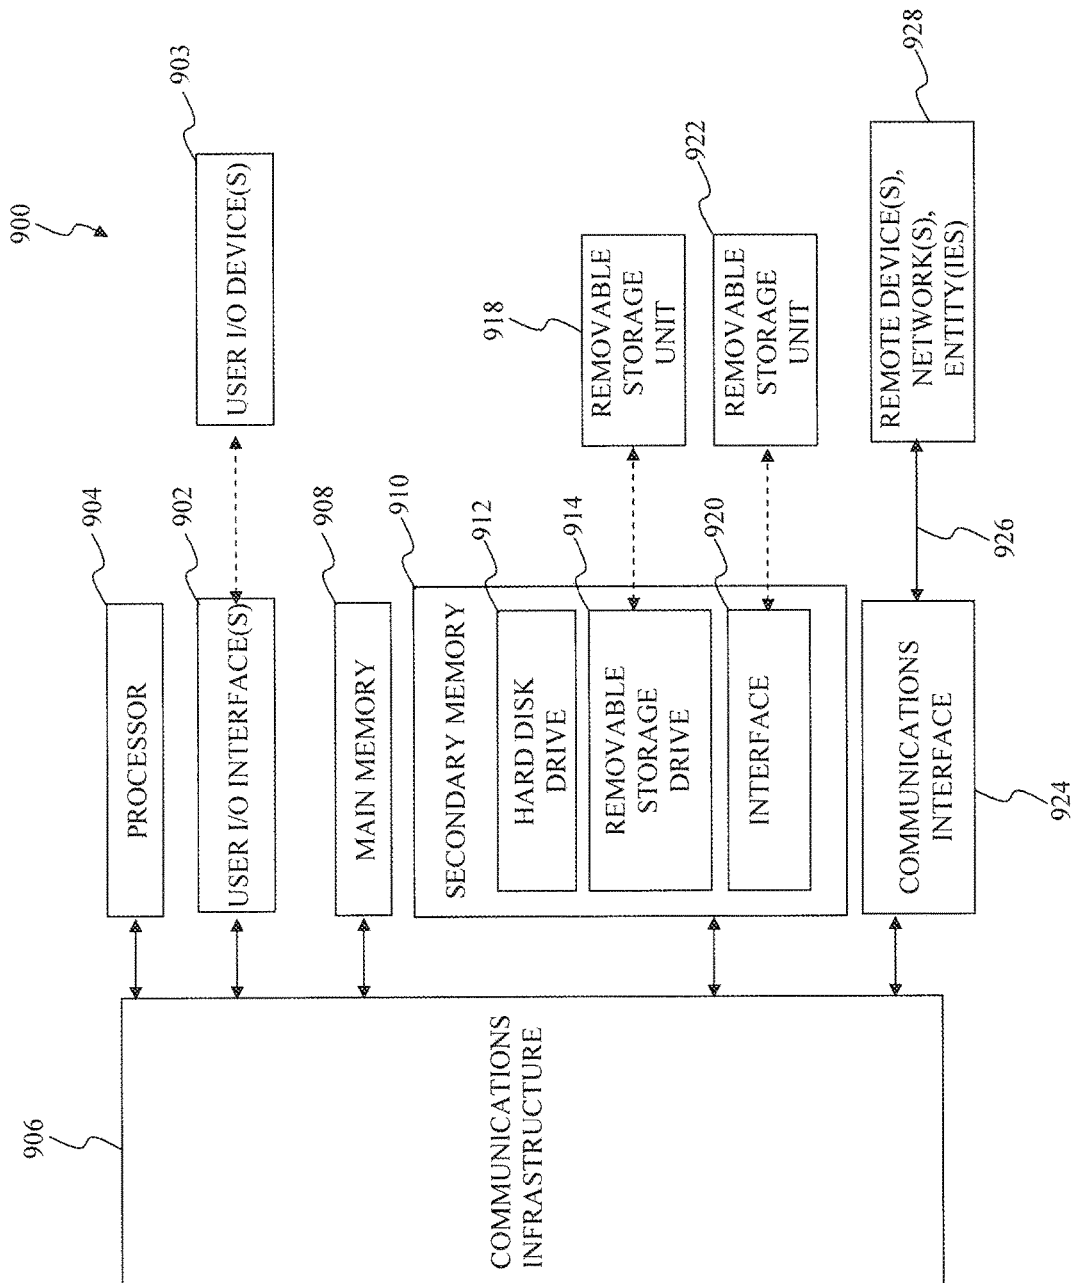 900
904
PROCESSOR
902
USER I/O INTERFACE(S)
903
USER I/O DEVICE(S)
908
MAIN MEMORY
906
COMMUNICATIONS
INFRASTRUCTURE
910
SECONDARY MEMORY
912
HARD DISK
DRIVE
914
REMOVABLE
STORAGE
DRIVE
918
REMOVABLE
STORAGE
UNIT
920
INTERFACE
922
REMOVABLE
STORAGE
UNIT
COMMUNICATIONS
INTERFACE
924
926
REMOTE DEVICE(S),
NETWORK(S),
ENTITY(IES)
928